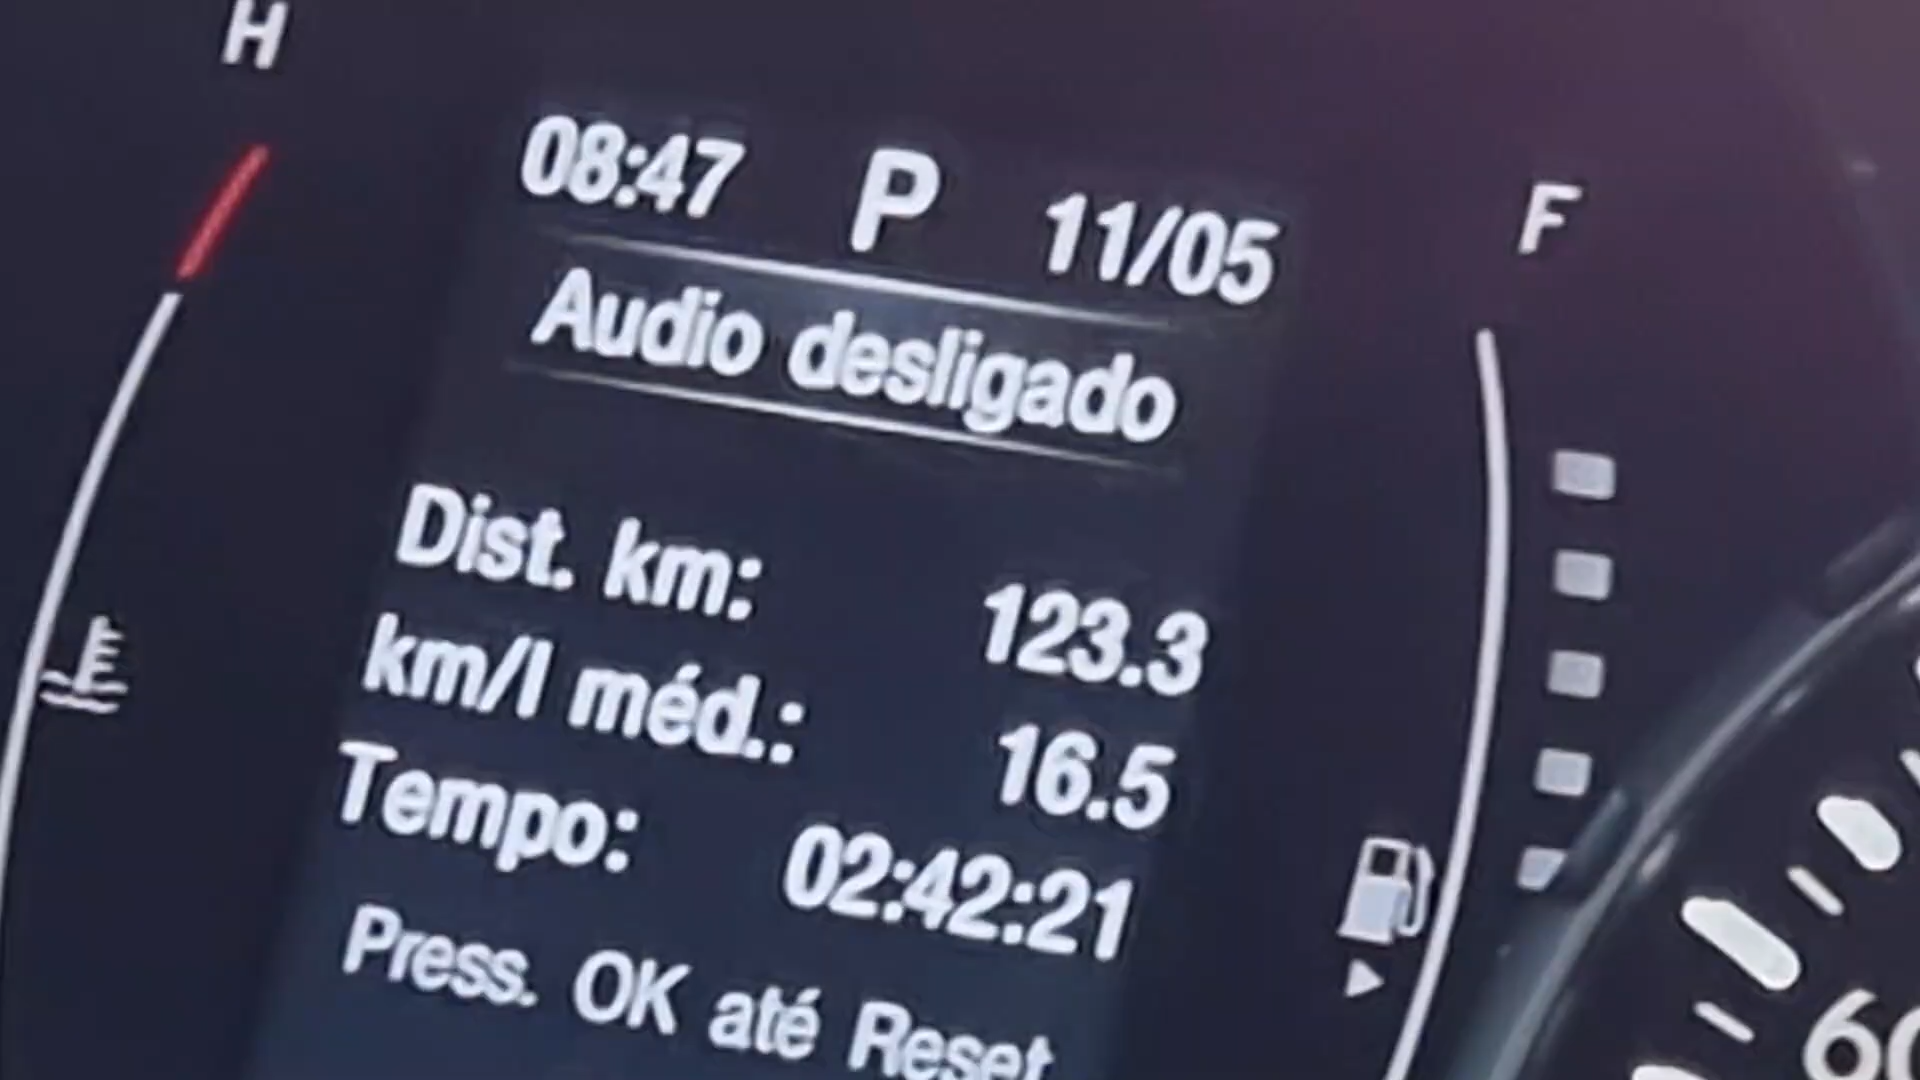 H
08:47 P 11/05
F
Audio desligado
Dist. km: 123.3
km/l méd.: 16.5
Tempo: 02:42:21
Press. OK até Reset
60